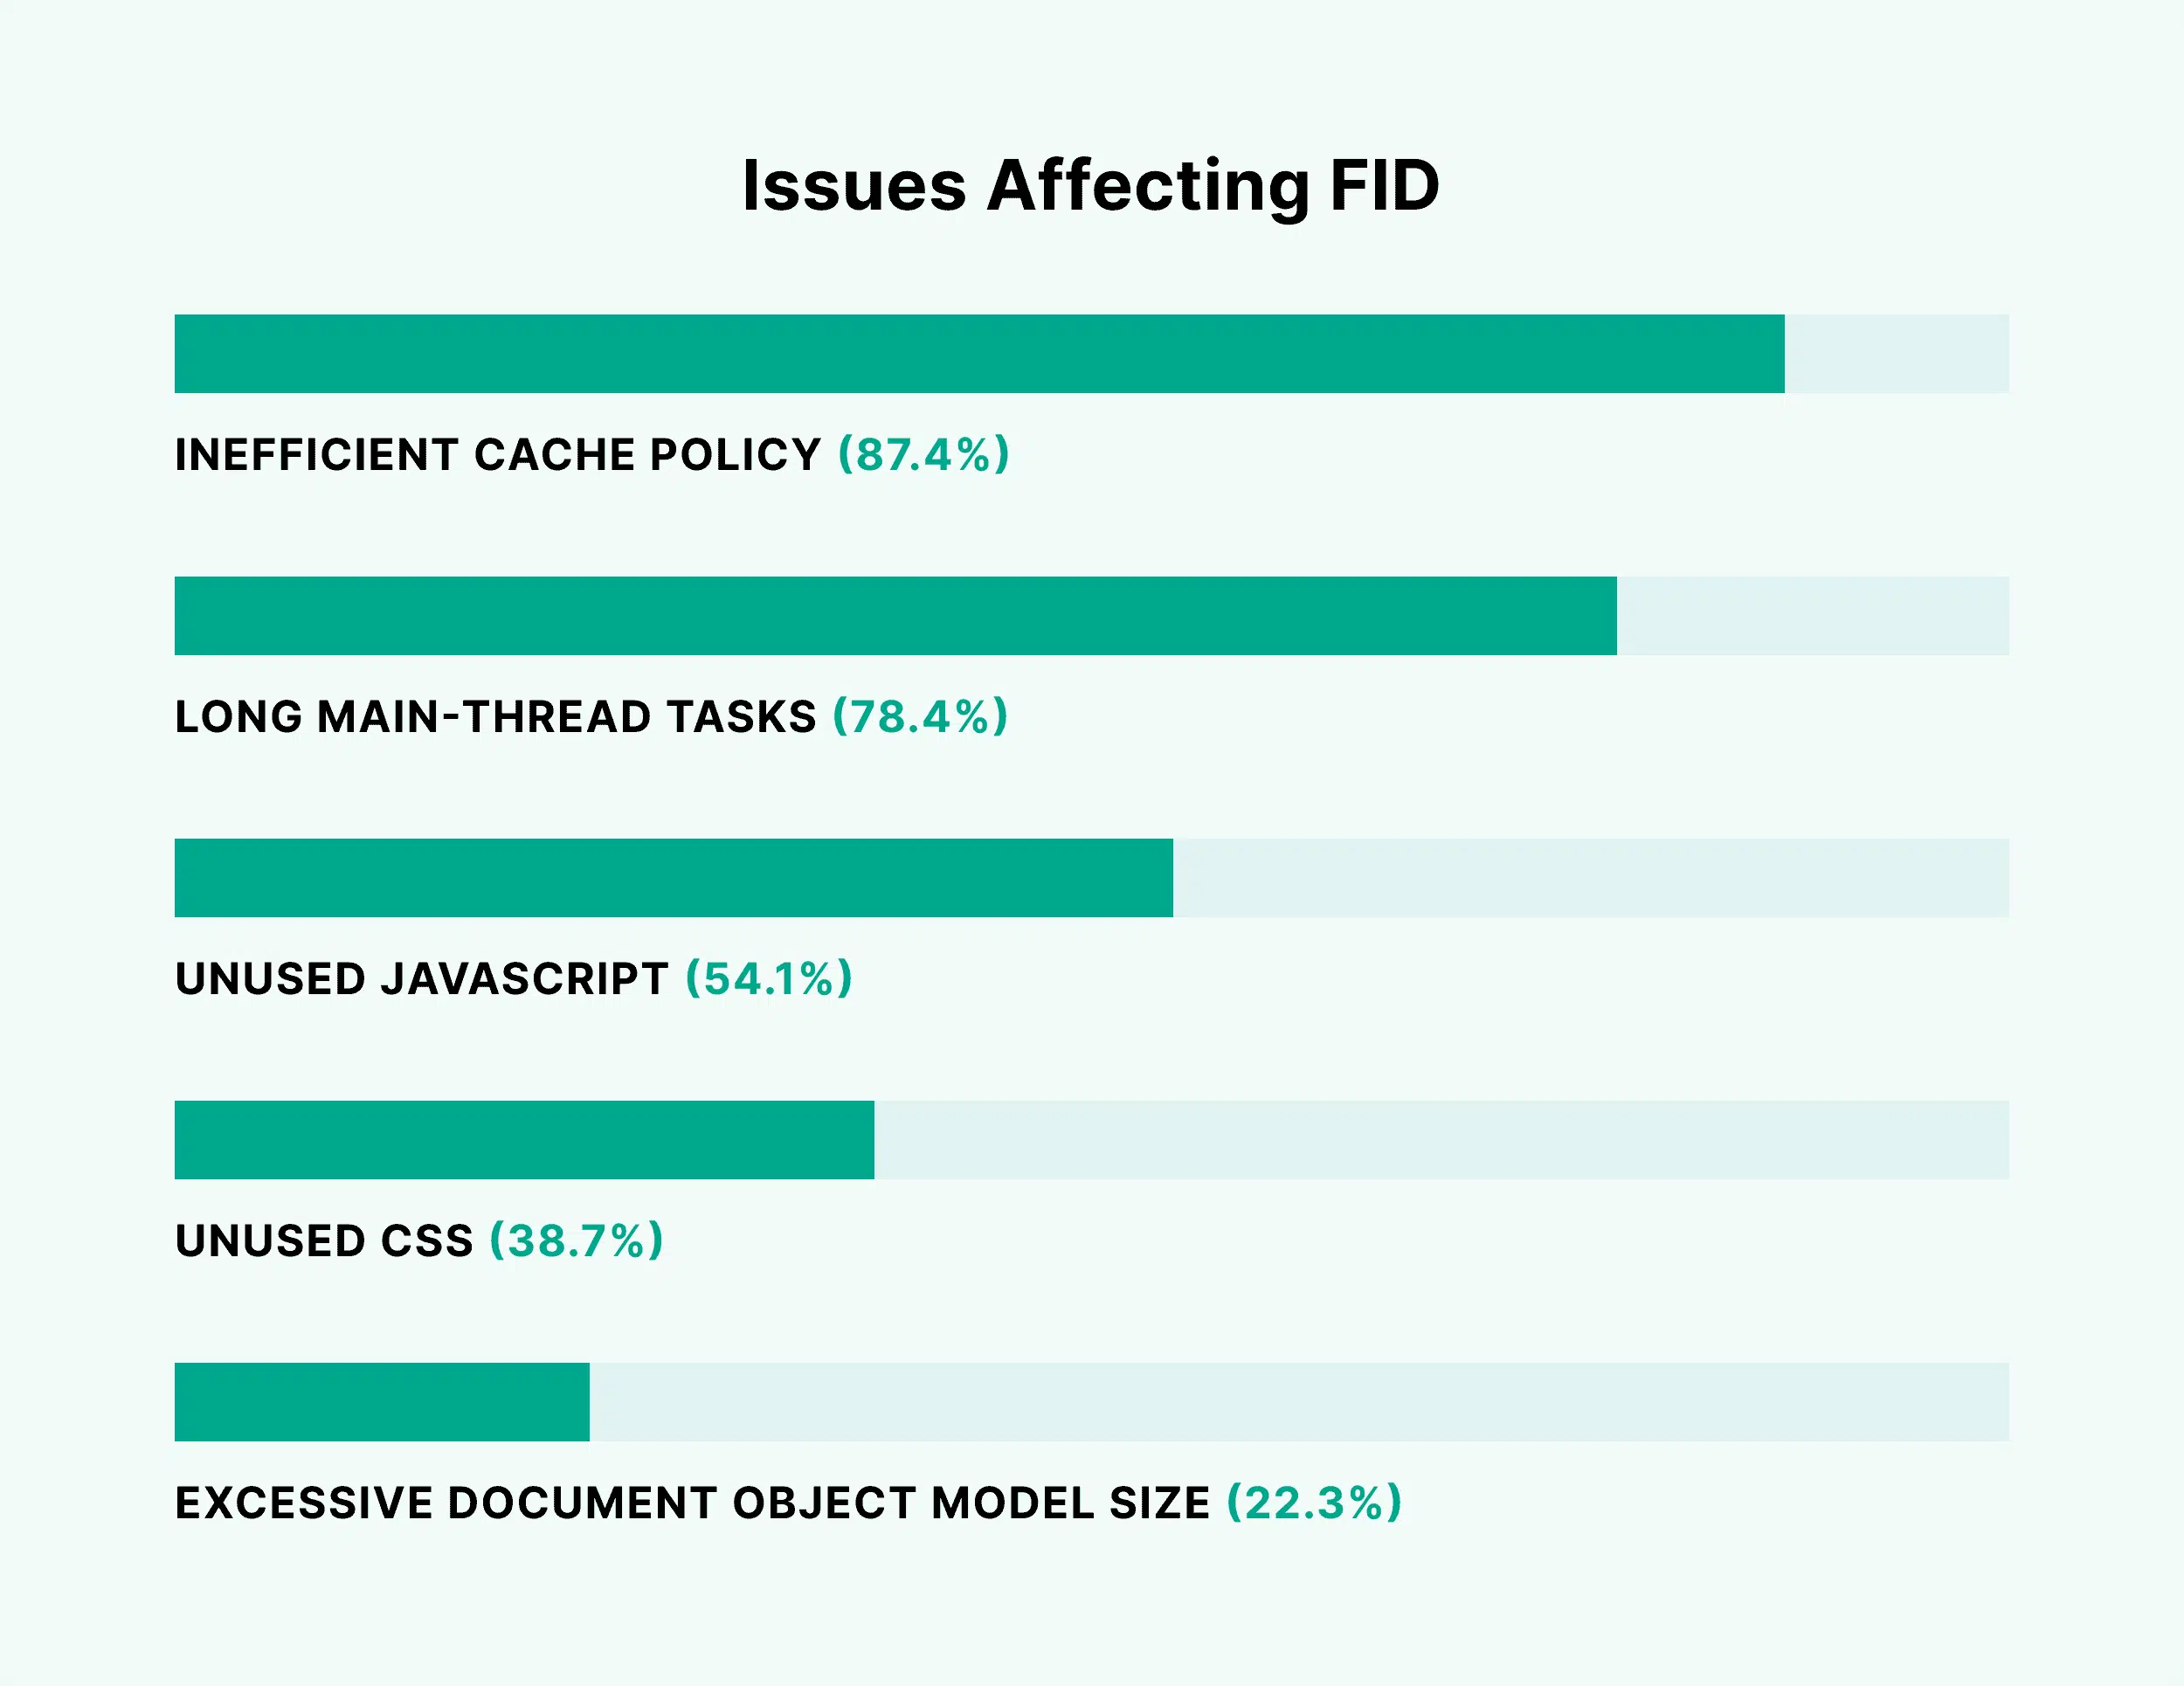 Issues Affecting FID
INEFFICIENT CACHE POLICY (87.4%)
LONG MAIN-THREAD TASKS (78.4%)
UNUSED JAVASCRIPT (54.1%)
UNUSED CSS (38.7%)
EXCESSIVE DOCUMENT OBJECT MODEL SIZE (22.3%)